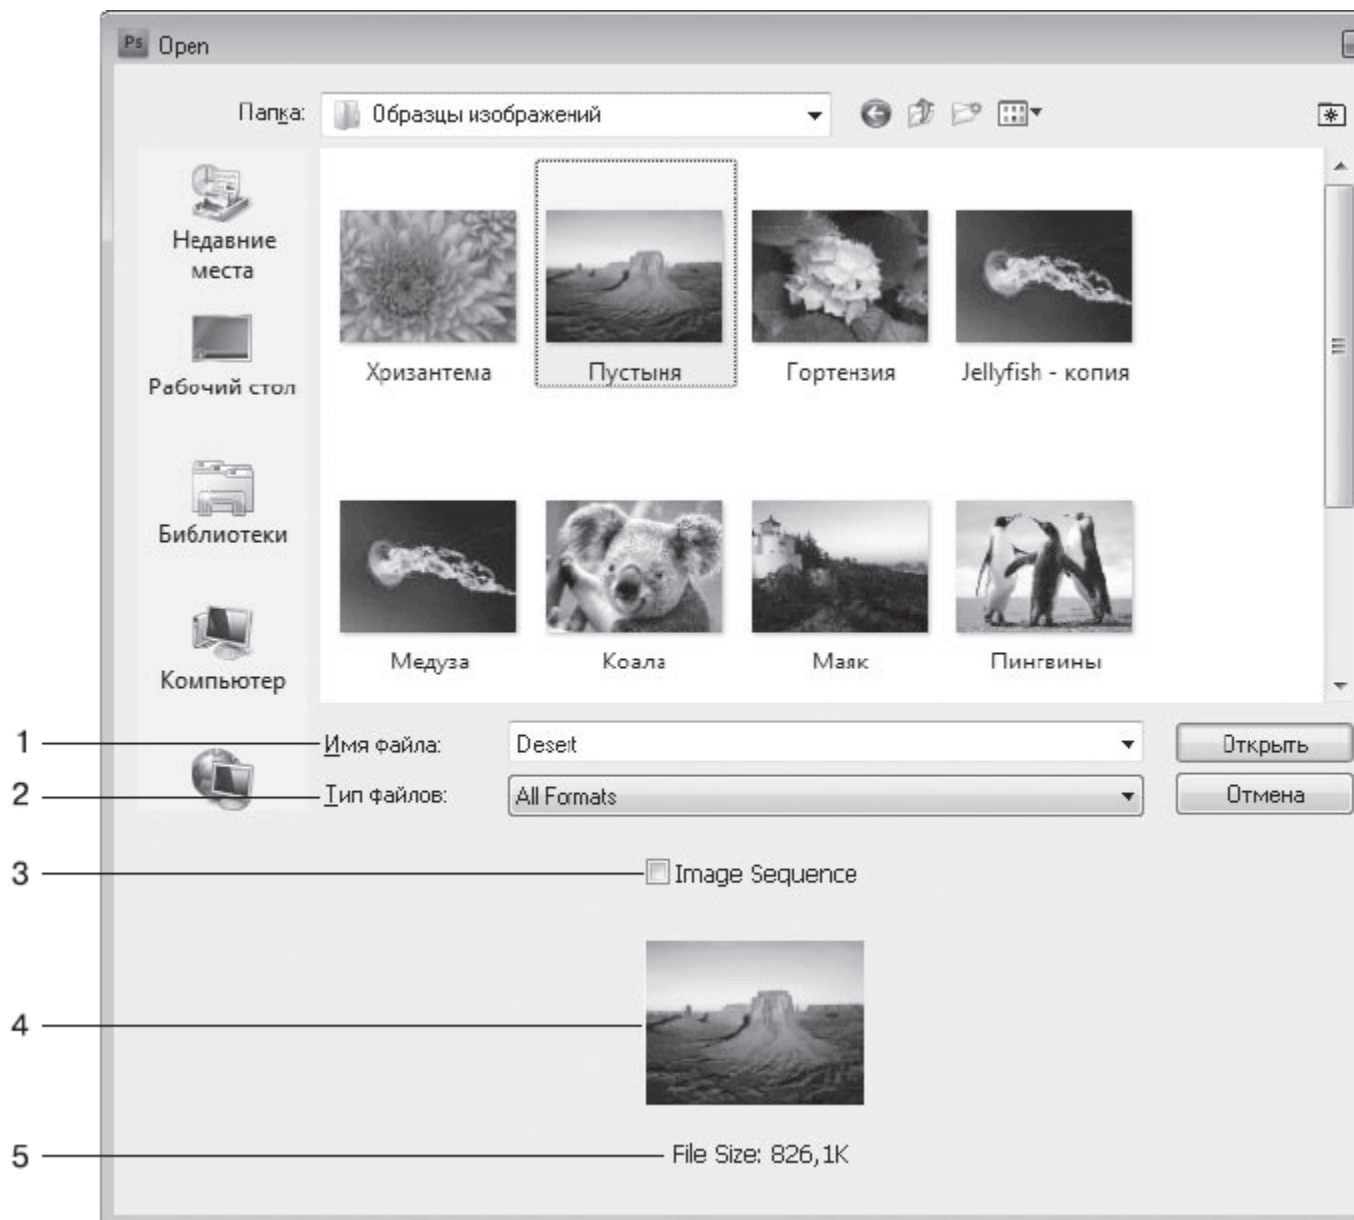 Ps Open
Папка: Образцы изображений
Недавние
места
Рабочий стол
Библиотеки
Компьютер
Хризантема Пустыня Гортензия Jellyfish - копия
Медуза Коала Маяк Пингвины
1 Имя файла: Desert Открыть
2 Тип файлов: All Formats Отмена
3 Image Sequence
4
5 File Size: 826,1K